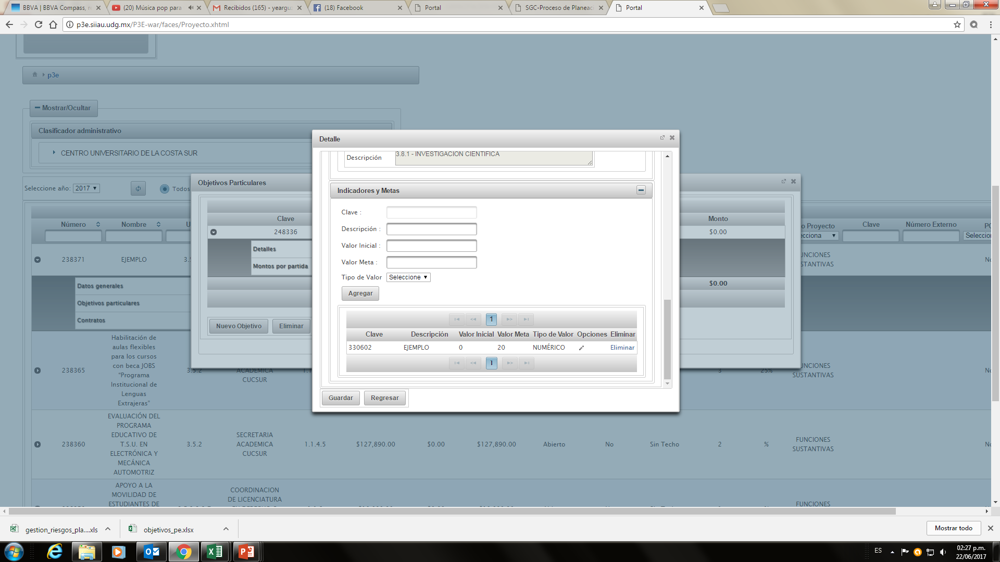 BBVA | BBVA Compass, r
(20) Música pop para
Recibidos (165) - yeargu
(18) Facebook
Portal
SGC-Proceso de Planeac
Portal
p3e.siiau.udg.mx/P3E-war/faces/Proyecto.xhtml
p3e
Mostrar/Ocultar
Clasificador administrativo
CENTRO UNIVERSITARIO DE LA COSTA SUR
Seleccione año: 2017
Todos
Objetivos Particulares
Clave
248336
Detalles
Montos por partida
Nuevo Objetivo
Eliminar
Monto
$0.00
$0.00
Detalle
Descripción
3.8.1 - INVESTIGACION CIENTIFICA
Indicadores y Metas
Clave :
Descripción :
Valor Inicial :
Valor Meta :
Tipo de Valor Seleccione
Agregar
1
Clave Descripción Valor Inicial Valor Meta Tipo de Valor Opciones Eliminar
330602 EJEMPLO 0 20 NUMÉRICO Eliminar
1
Guardar Regresar
Número Nombre U
o Proyecto Clave Número Externo PC
cciona Seleccion
238371 EJEMPLO 3.
UNCIONES
STANTIVAS
No
Datos generales
Objetivos particulares
Contratos
238365
Habilitación de
aulas flexibles
para los cursos
con beca JOBS
“Programa
Institucional de
Lenguas
Extrajeras”
3.5.2
ACADEMICA
CUCSUR
1.1
3 25%
UNCIONES
SUSTANTIVAS
No
238360
EVALUACIÓN DEL
PROGRAMA
EDUCATIVO DE
T.S.U. EN
ELECTRÓNICA Y
MECÁNICA
AUTOMOTRIZ
3.5.2
SECRETARIA
ACADEMICA
CUCSUR
1.1.4.5 $127,890.00 $0.00 $127,890.00 Abierto No Sin Techo 2 %
FUNCIONES
SUSTANTIVAS
No
APOYO A LA
MOVILIDAD DE
ESTUDIANTES DE
COORDINACION
DE LICENCIATURA
FUNCIONES
gestion_riesgos_pla....xls
objetivos_pe.xlsx
Mostrar todo
ES
02:27 p.m.
22/06/2017